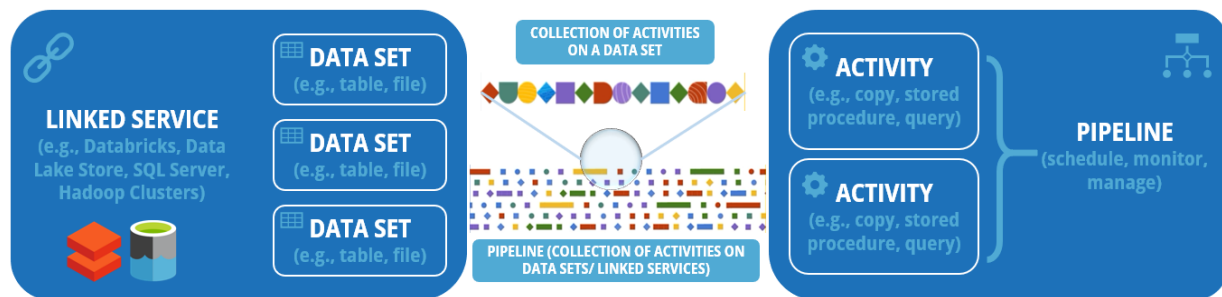 LINKED SERVICE
(e.g., Databricks, Data
Lake Store, SQL Server,
Hadoop Clusters)
DATA SET
(e.g., table, file)
DATA SET
(e.g., table, file)
DATA SET
(e.g., table, file)
COLLECTION OF ACTIVITIES
ON A DATA SET
PIPELINE (COLLECTION OF ACTIVITIES ON
DATA SETS/ LINKED SERVICES)
ACTIVITY
(e.g., copy, stored
procedure, query)
ACTIVITY
(e.g., copy, stored
procedure, query)
PIPELINE
(schedule, monitor,
manage)